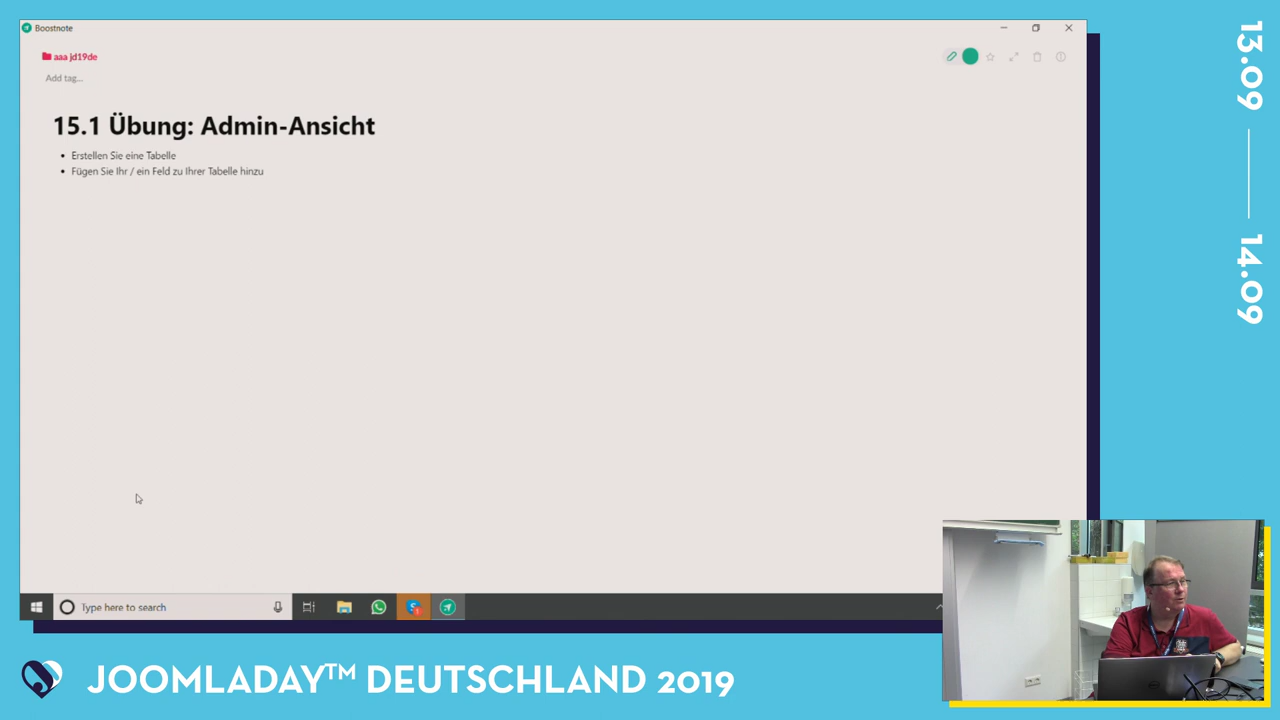 Boostnote
aaa jd19de
Add tag...
15.1 Übung: Admin-Ansicht
• Erstellen Sie eine Tabelle
• Fügen Sie Ihr / ein Feld zu Ihrer Tabelle hinzu
Type here to search
13.09
14.09
JOOMLADAY™ DEUTSCHLAND 2019